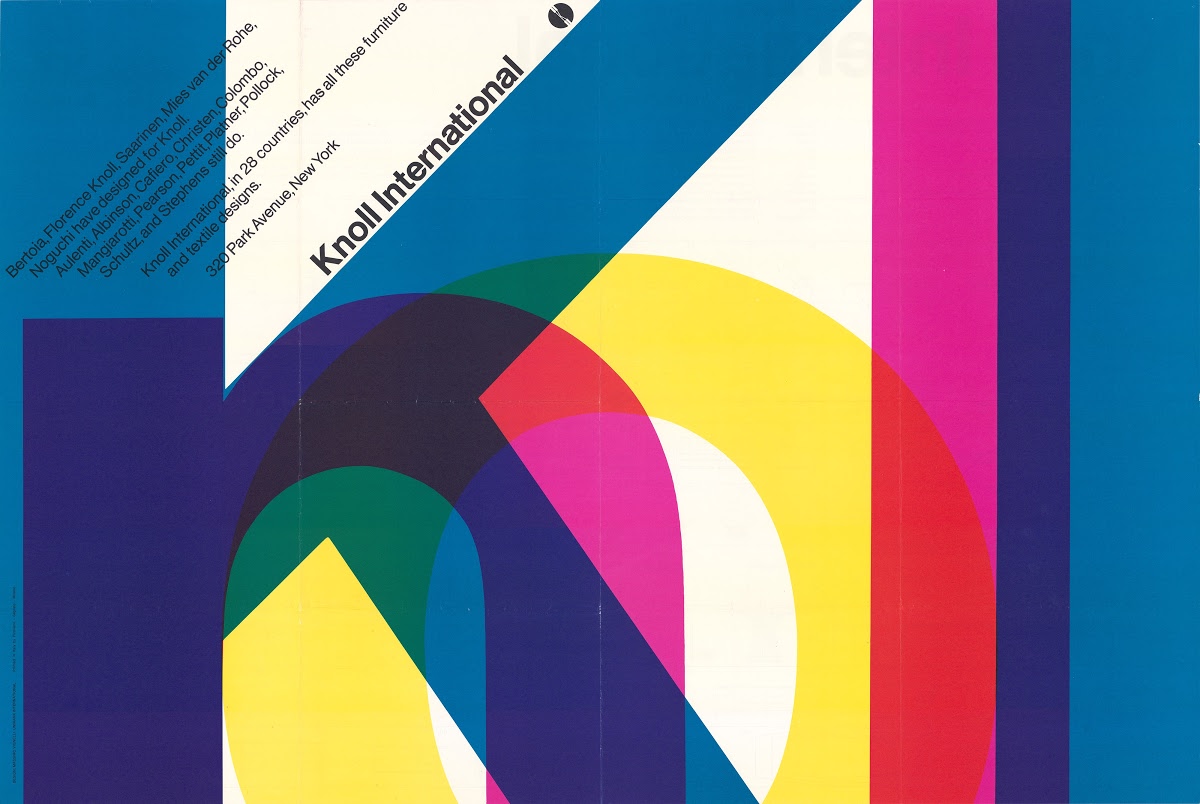 Bertoia, Florence Knoll, Saarinen, Mies van der Rohe,
Noguchi have designed for Knoll.
Aulenti, Albinson, Cafiero, Christen, Colombo,
Mangiarotti, Pearson, Pettit, Platner, Pollock,
Schultz and Stephens still do.
Knoll International, in 28 countries, has all these furniture
and textile designs.
320 Park Avenue, New York
Knoll International